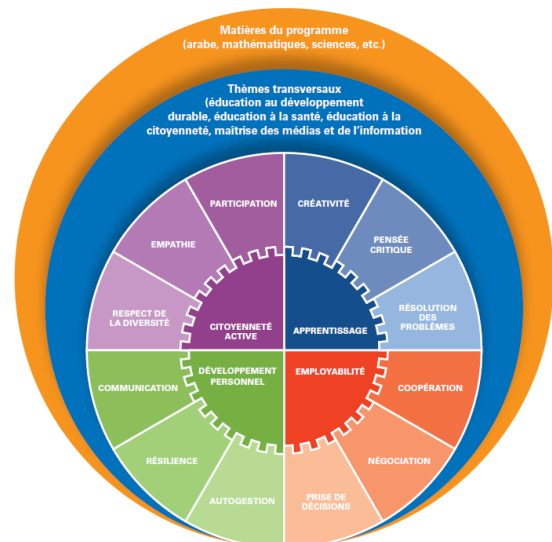 Matières du programme
(arabe, mathématiques, sciences, etc.)
Thèmes transversaux
(éducation au développement
durable, éducation à la santé, éducation à la
citoyenneté, maîtrise des médias et de l'information
PARTICIPATION
CRÉATIVITÉ
EMPATHIE
PENSÉE
CRITIQUE
RESPECT DE
LA DIVERSITÉ
RÉSOLUTION
DES
PROBLÈMES
CITOYENNETÉ
ACTIVE
APPRENTISSAGE
DÉVELOPPEMENT
PERSONNEL
EMPLOYABILITÉ
COMMUNICATION
COOPÉRATION
RÉSILIENCE
NÉGOCIATION
AUTOGESTION
PRISE DE
DÉCISIONS